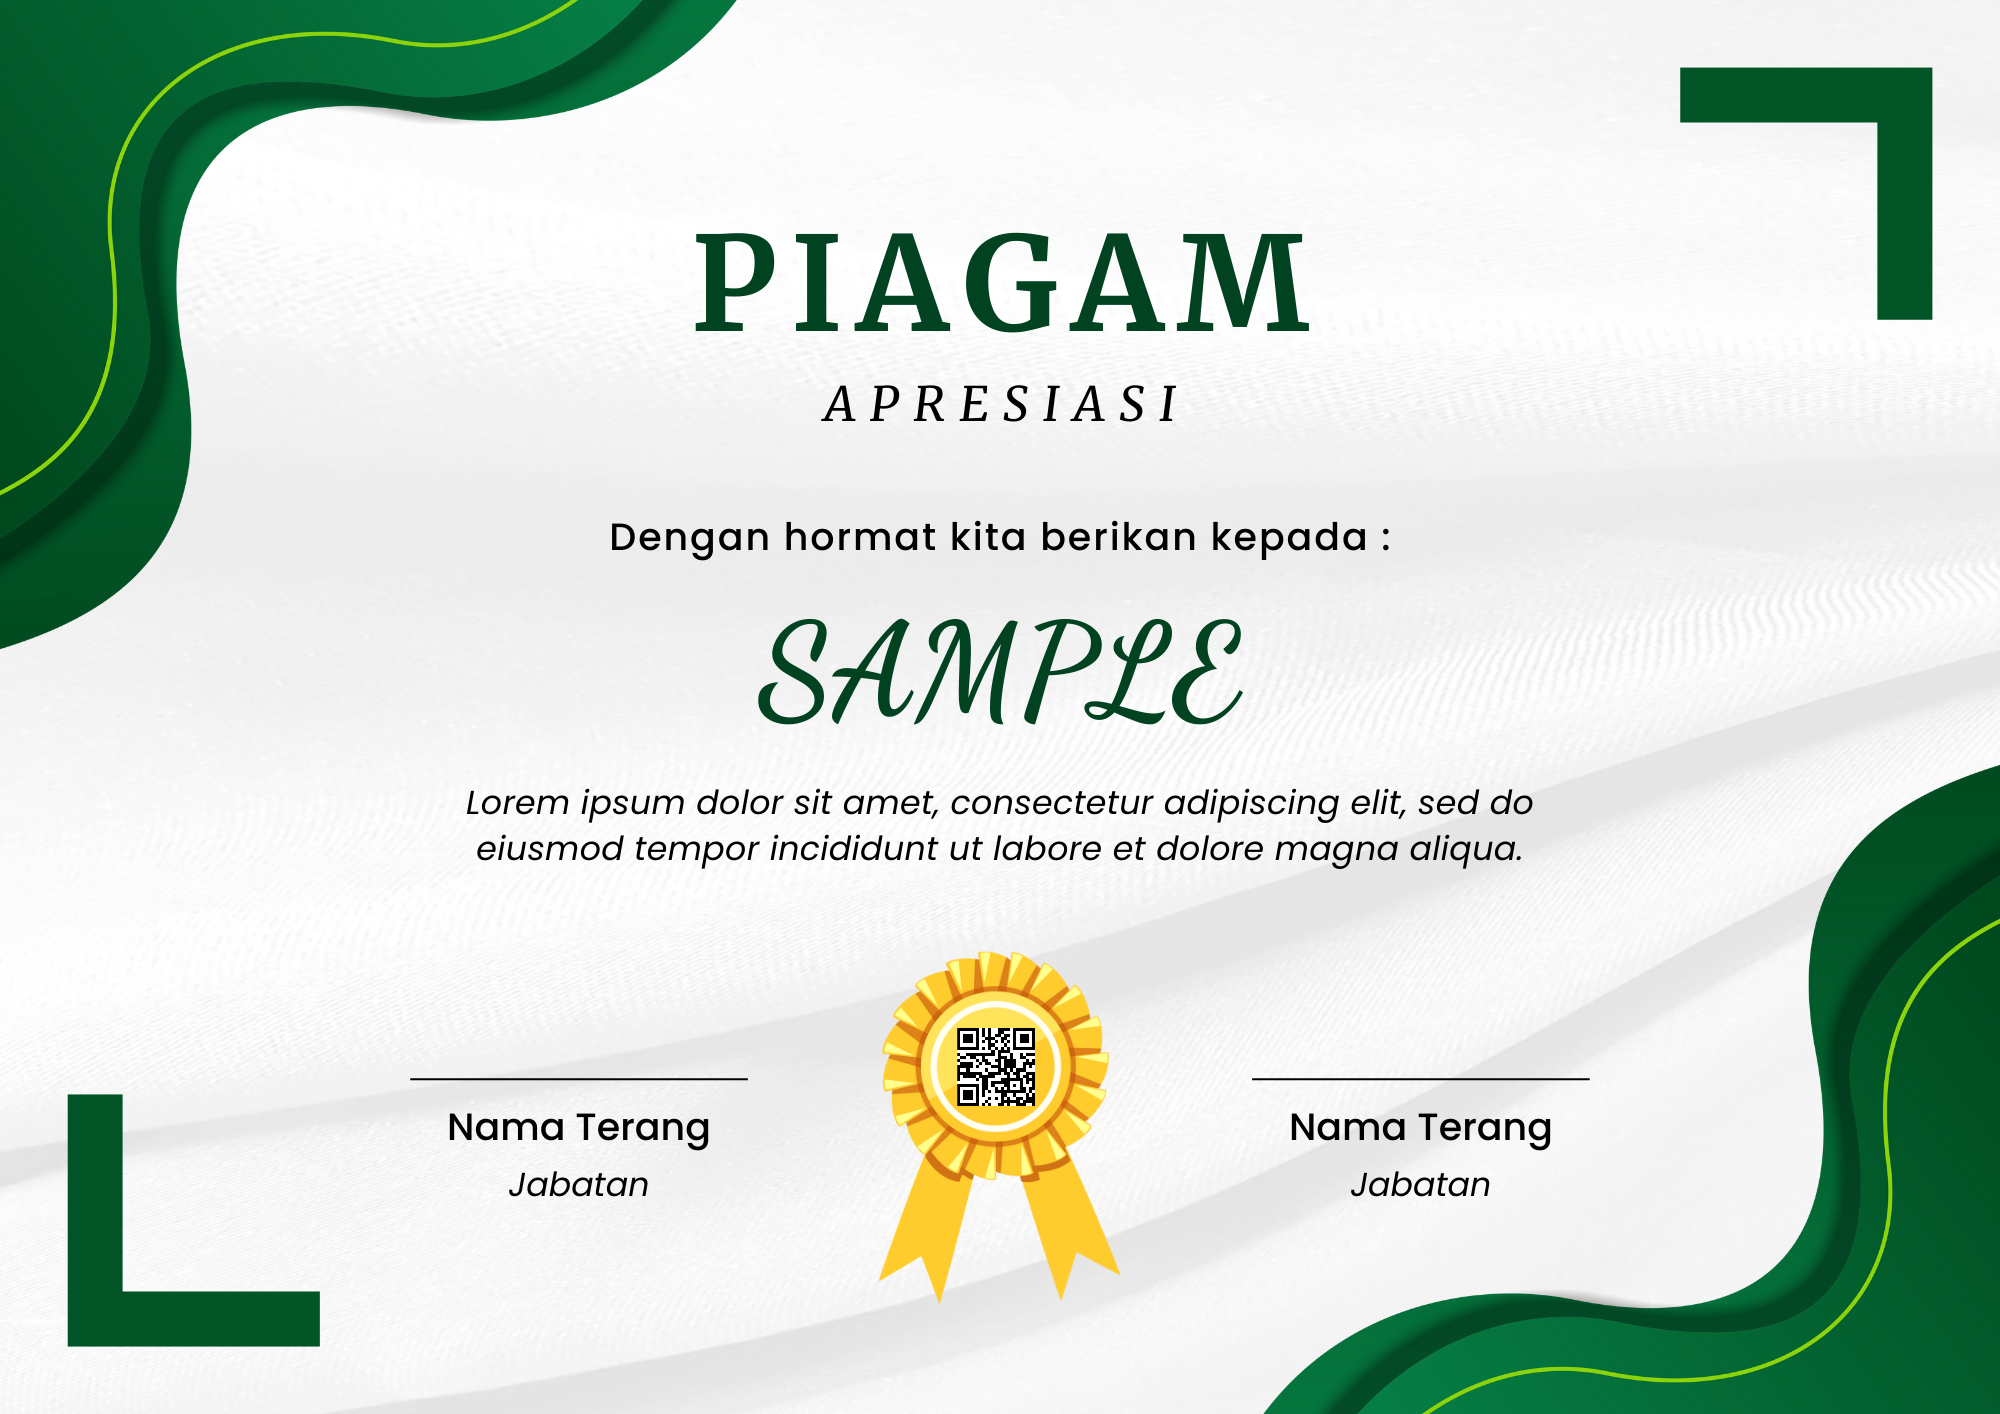 PIAGAM
APRESIASI
Dengan hormat kita berikan kepada :
SAMPLE
Lorem ipsum dolor sit amet, consectetur adipiscing elit, sed do
eiusmod tempor incididunt ut labore et dolore magna aliqua.
Nama Terang
Jabatan
Nama Terang
Jabatan